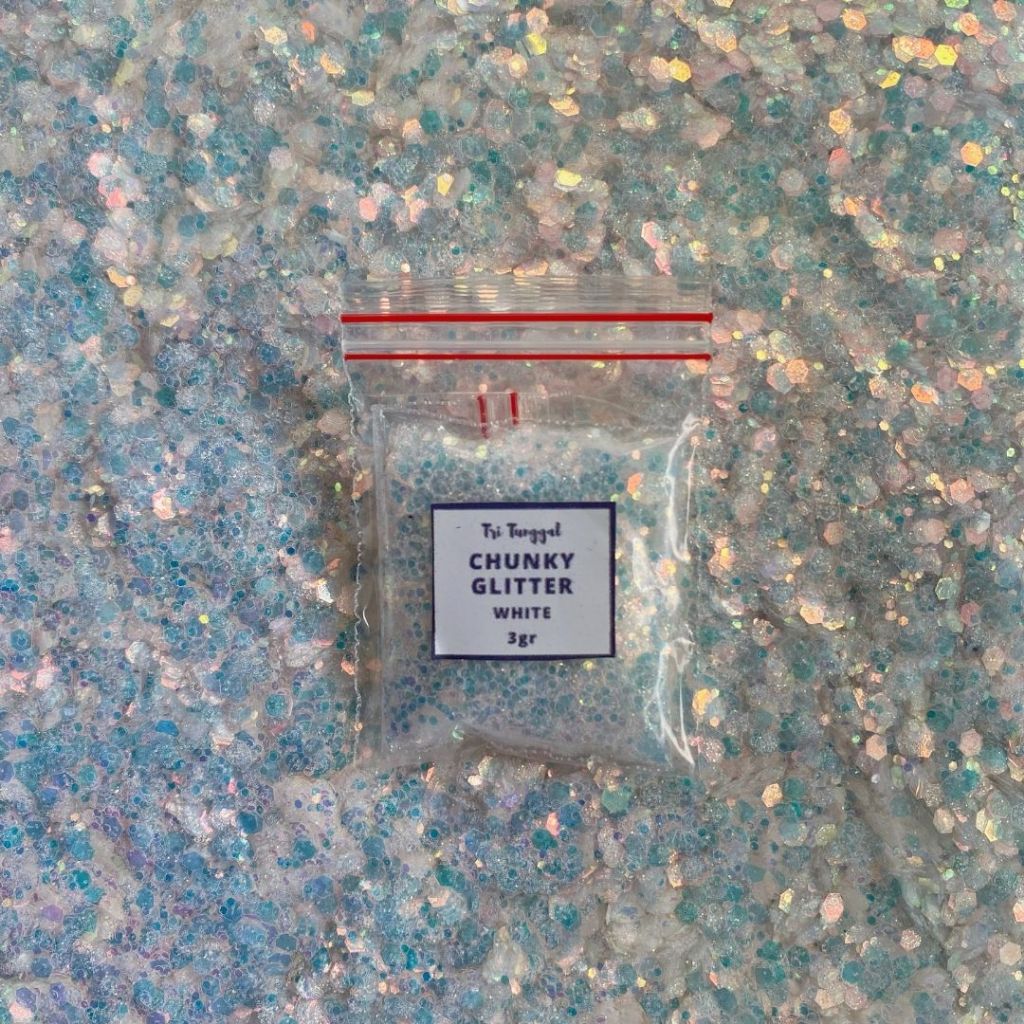 Tri Tunggal
CHUNKY
GLITTER
WHITE
3gr